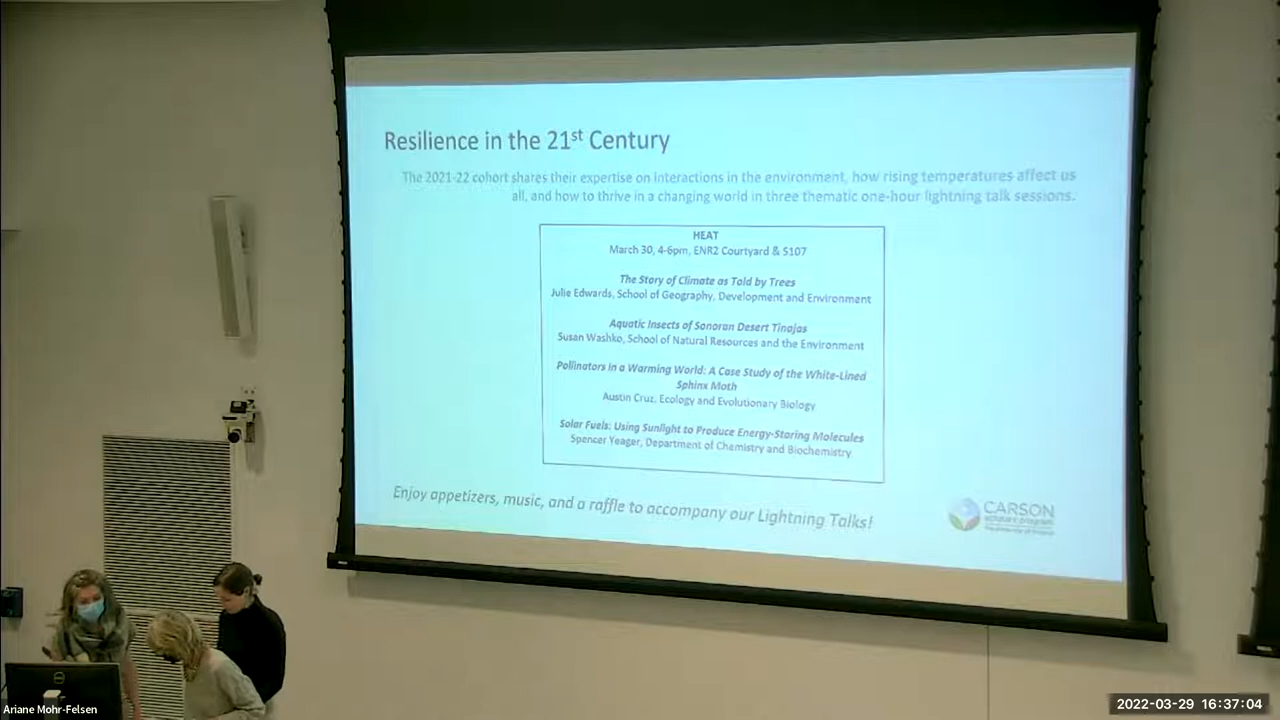 Resilience in the 21st Century
The 2021-22 cohort shares their expertise on interactions in the environment, how rising temperatures affect us
all, and how to thrive in a changing world in three thematic one-hour lightning talk sessions.
HEAT
March 30, 4-6pm, ENR2 Courtyard & S107
The Story of Climate as Told by Trees
Julie Edwards, School of Geography, Development and Environment
Aquatic Insects of Sonoran Desert Tinajas
Susan Washko, School of Natural Resources and the Environment
Pollinators in a Warming World: A Case Study of the White-Lined
Sphinx Moth
Austin Cruz, Ecology and Evolutionary Biology
Solar Fuels: Using Sunlight to Produce Energy-Storing Molecules
Spencer Yeager, Department of Chemistry and Biochemistry
Enjoy appetizers, music, and a raffle to accompany our Lightning Talks!
CARSON
DELL
Ariane Mohr-Felsen
2022-03-29 16:37:04